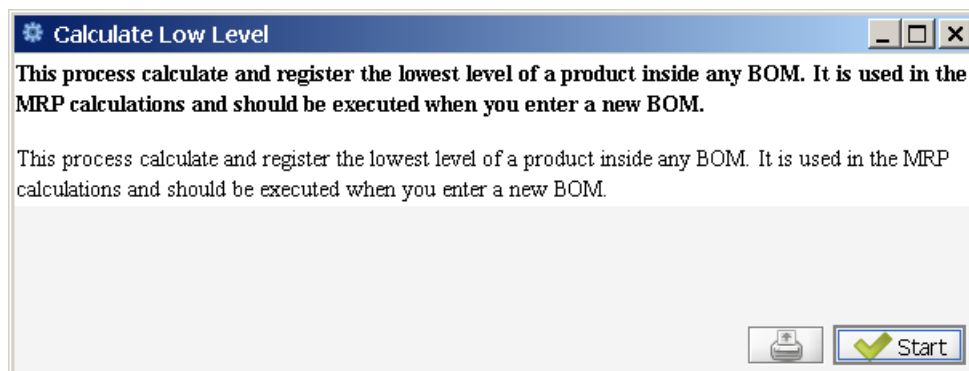 Calculate Low Level
This process calculate and register the lowest level of a product inside any BOM. It is used in the
MRP calculations and should be executed when you enter a new BOM.
This process calculate and register the lowest level of a product inside any BOM. It is used in the MRP
calculations and should be executed when you enter a new BOM.
Start